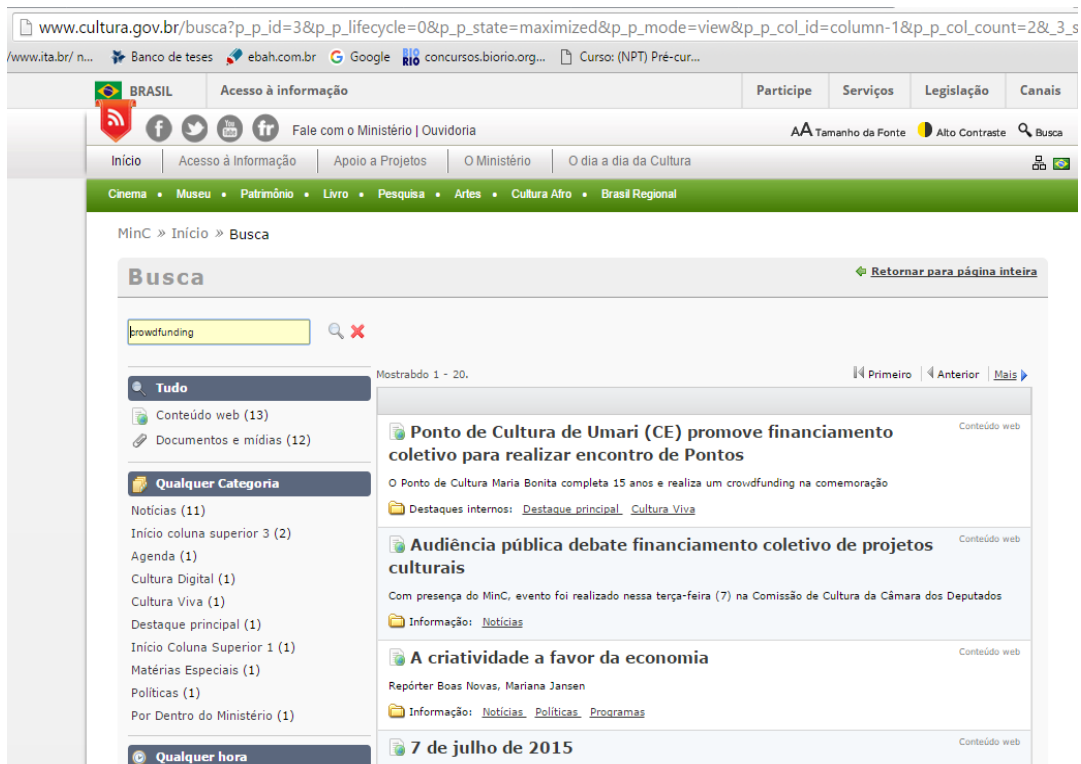 www.cultura.gov.br/busca?p_p_id=3&p_p_lifecycle=0&p_p_state=maximized&p_p_mode=view&p_p_col_id=column-1&p_p_col_count=2&_3_s
/www.ita.br/ n... Banco de teses ebah.com.br Google BIO RIO concursos.biorio.org... Curso: (NPT) Pré-cur...
BRASIL Acesso à informação Participe Serviços Legislação Canais
f You Tube fr Fale com o Ministério | Ouvidoria AA Tamanho da Fonte Alto Contraste Busca
Início Acesso à Informação Apoio a Projetos O Ministério O dia a dia da Cultura
Cinema • Museu • Patrimônio • Livro • Pesquisa • Artes • Cultura Afro • Brasil Regional
MinC » Início » Busca
Busca Retornar para página inteira
crowdfunding
Mostrabdo 1 - 20. Primeiro Anterior Mais
Tudo
Conteúdo web (13)
Documentos e mídias (12)
Qualquer Categoria
Notícias (11)
Início coluna superior 3 (2)
Agenda (1)
Cultura Digital (1)
Cultura Viva (1)
Destaque principal (1)
Início Coluna Superior 1 (1)
Matérias Especiais (1)
Políticas (1)
Por Dentro do Ministério (1)
Qualquer hora
Ponto de Cultura de Umari (CE) promove financiamento Conteúdo web
coletivo para realizar encontro de Pontos
O Ponto de Cultura Maria Bonita completa 15 anos e realiza um crowdfunding na comemoração
Destaques internos: Destaque principal Cultura Viva
Audiência pública debate financiamento coletivo de projetos Conteúdo web
culturais
Com presença do MinC, evento foi realizado nessa terça-feira (7) na Comissão de Cultura da Câmara dos Deputados
Informação: Notícias
A criatividade a favor da economia Conteúdo web
Repórter Boas Novas, Mariana Jansen
Informação: Notícias Políticas Programas
7 de julho de 2015 Conteúdo web